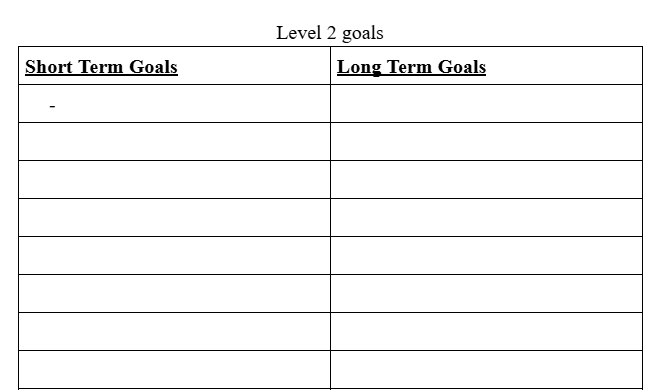 Level 2 goals
Short Term Goals
Long Term Goals
-